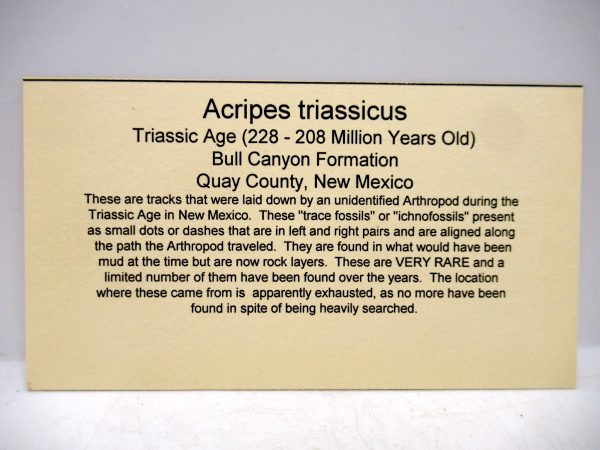 Acripes triassicus
Triassic Age (228 - 208 Million Years Old)
Bull Canyon Formation
Quay County, New Mexico
These are tracks that were laid down by an unidentified Arthropod during the
Triassic Age in New Mexico. These "trace fossils" or "ichnofossils" present
as small dots or dashes that are in left and right pairs and are aligned along
the path the Arthropod traveled. They are found in what would have been
mud at the time but are now rock layers. These are VERY RARE and a
limited number of them have been found over the years. The location
where these came from is apparently exhausted, as no more have been
found in spite of being heavily searched.